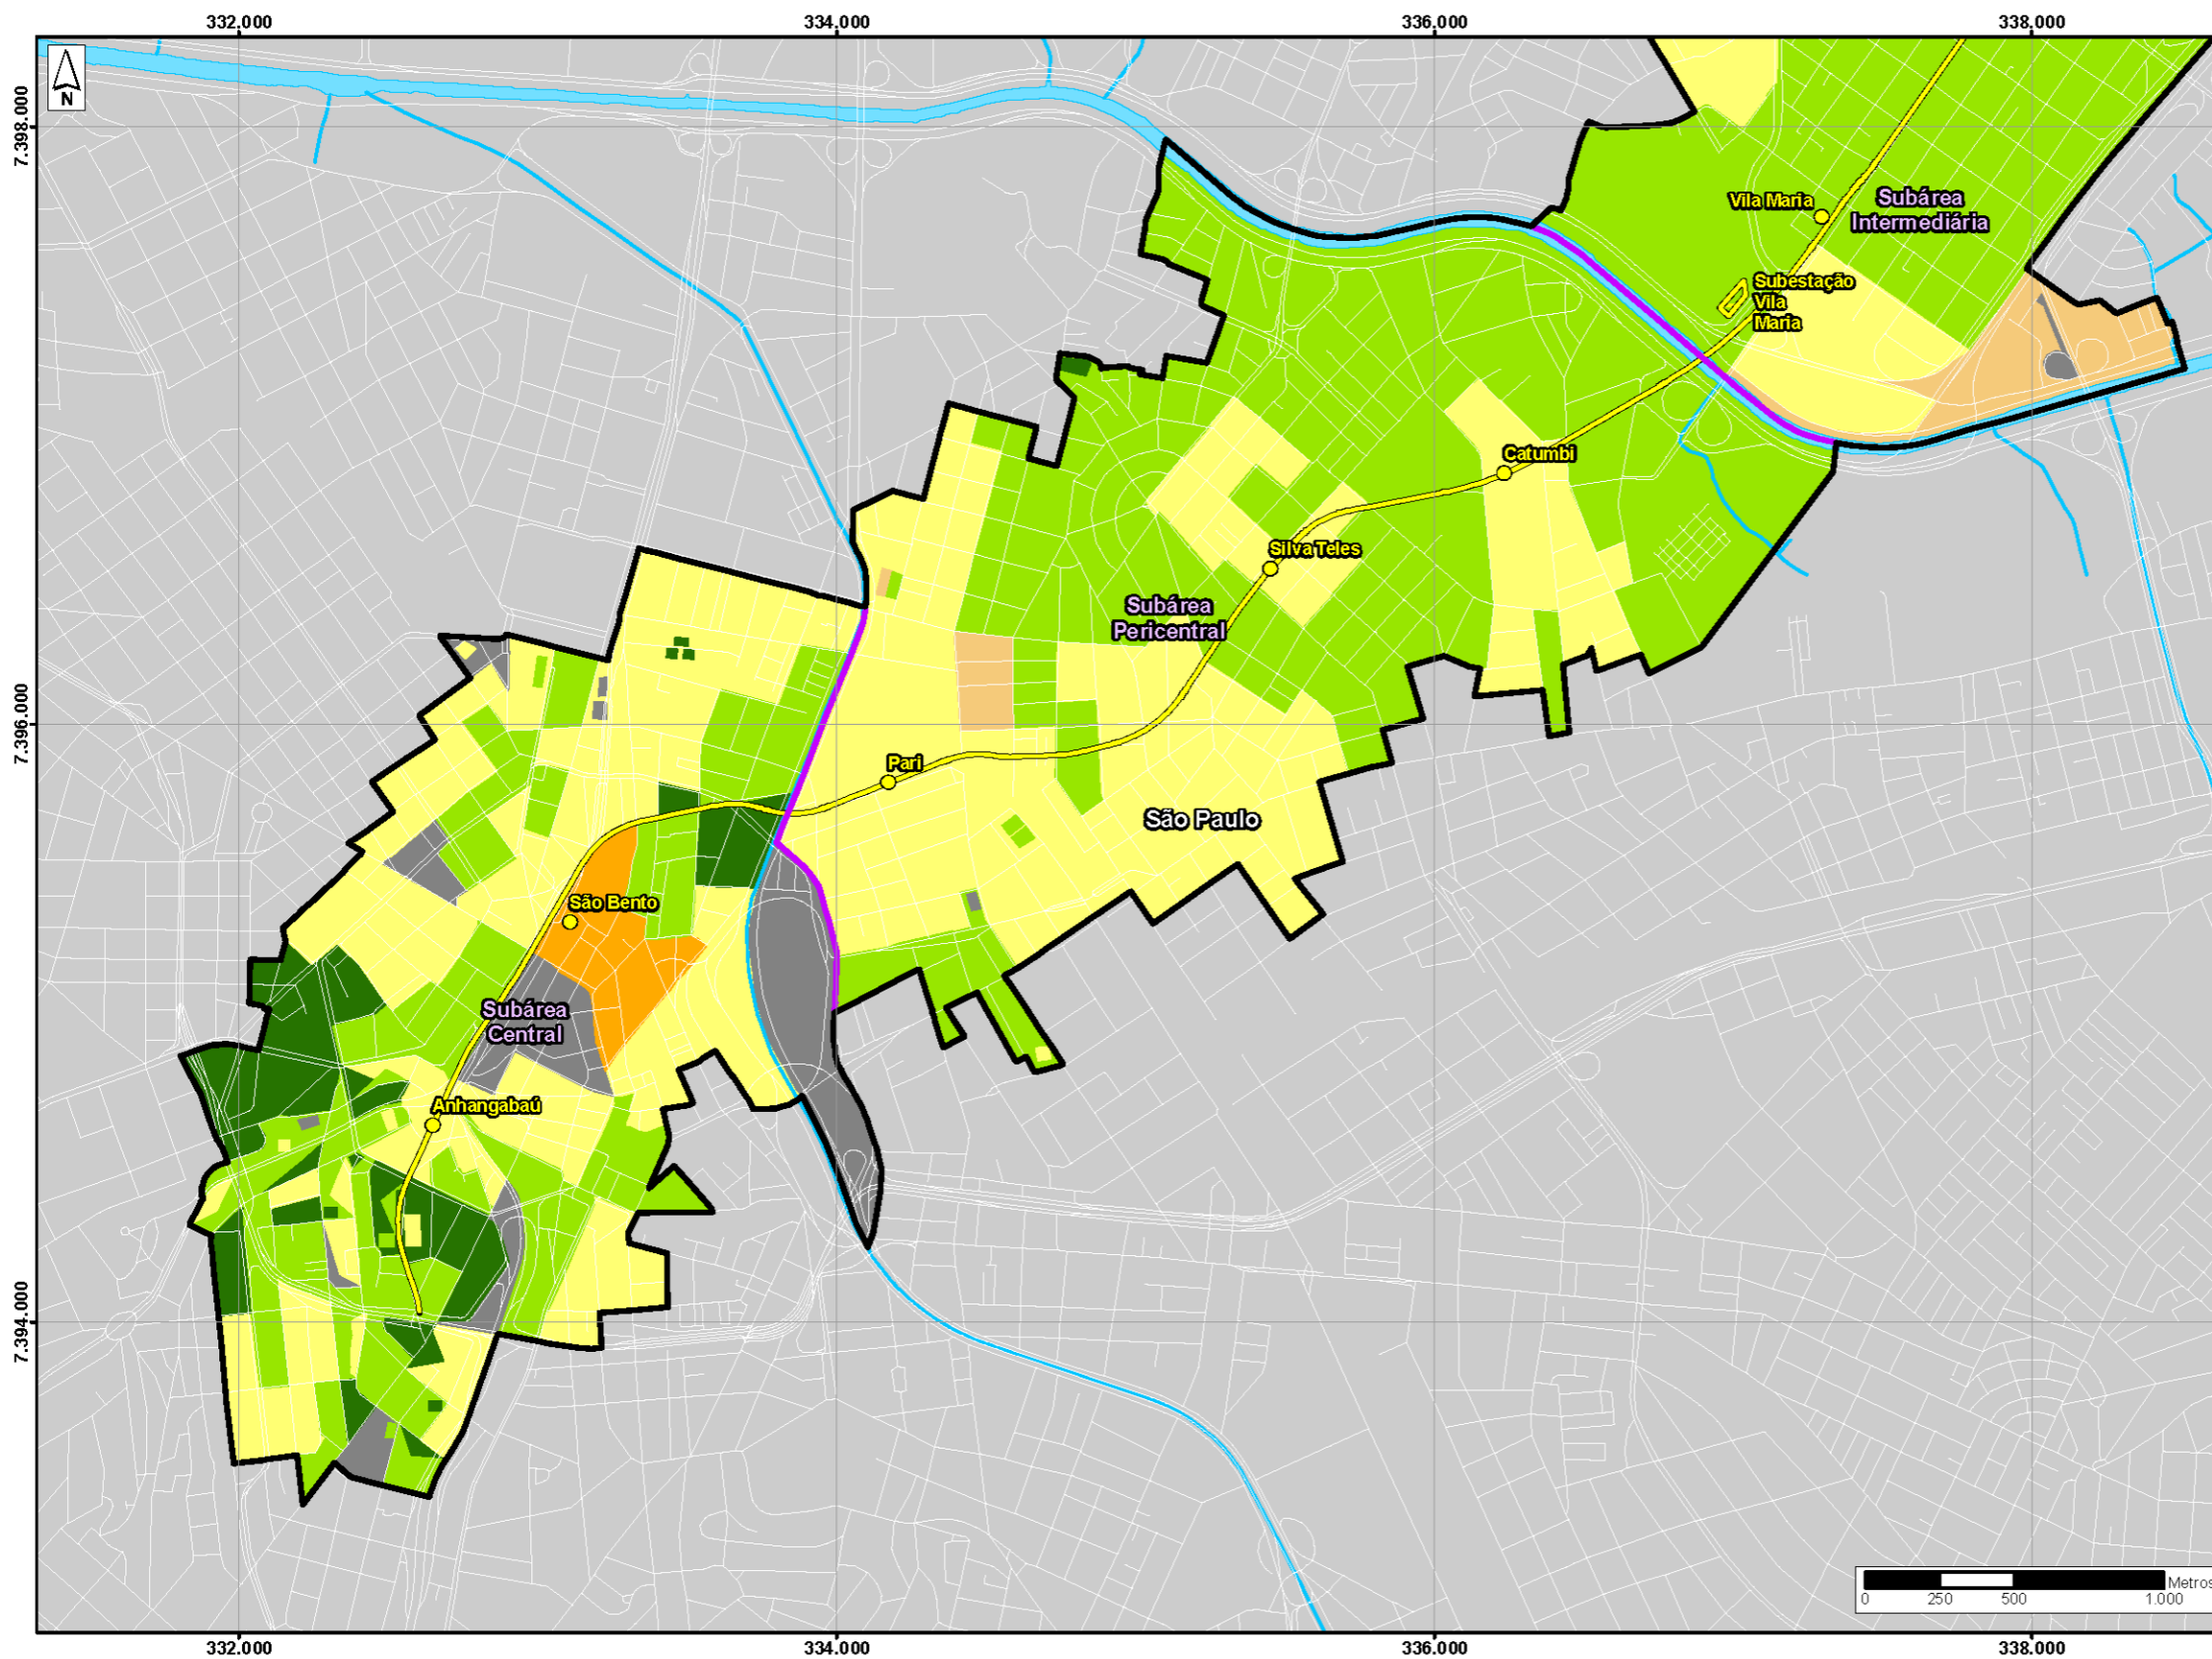 332.000
334.000
336.000
338.000
N
7.398.000
7.396.000
7.394.000
Vila Maria
Subárea
Intermediária
Subestação
Vila
Maria
Catumbi
Silva Teles
Subárea
Pericentral
Pari
São Paulo
São Bento
Subárea
Central
Anhangabaú
Metros
0
250
500
1.000
332.000
334.000
336.000
338.000